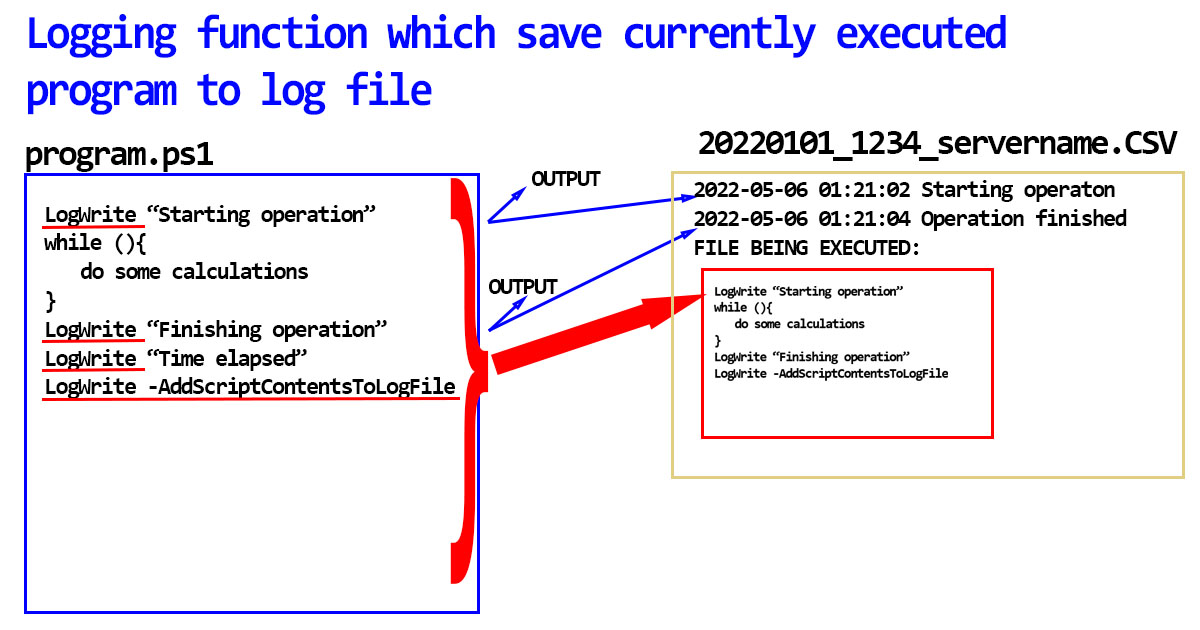 Logging function which save currently executed
program to log file
program.ps1
LogWrite “Starting operation”
while (){
do some calculations
}
LogWrite “Finishing operation”
LogWrite “Time elapsed”
LogWrite -AddScriptContentsToLogFile
OUTPUT
OUTPUT
20220101_1234_servername.CSV
2022-05-06 01:21:02 Starting operaton
2022-05-06 01:21:04 Operation finished
FILE BEING EXECUTED:
LogWrite “Starting operation”
while (){
do some calculations
}
LogWrite “Finishing operation”
LogWrite -AddScriptContentsToLogFile